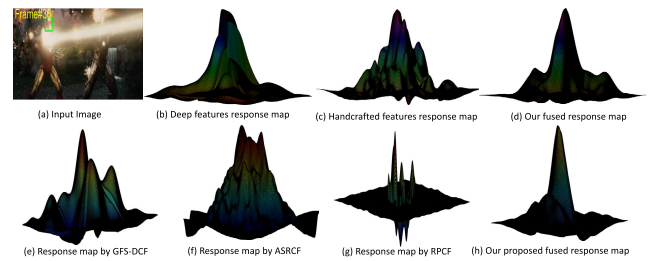 Frame#36
(a) Input Image
(b) Deep features response map
(c) Handcrafted features response map
(d) Our fused response map
(e) Response map by GFS-DCF
(f) Response map by ASRCF
(g) Response map by RPCF
(h) Our proposed fused response map